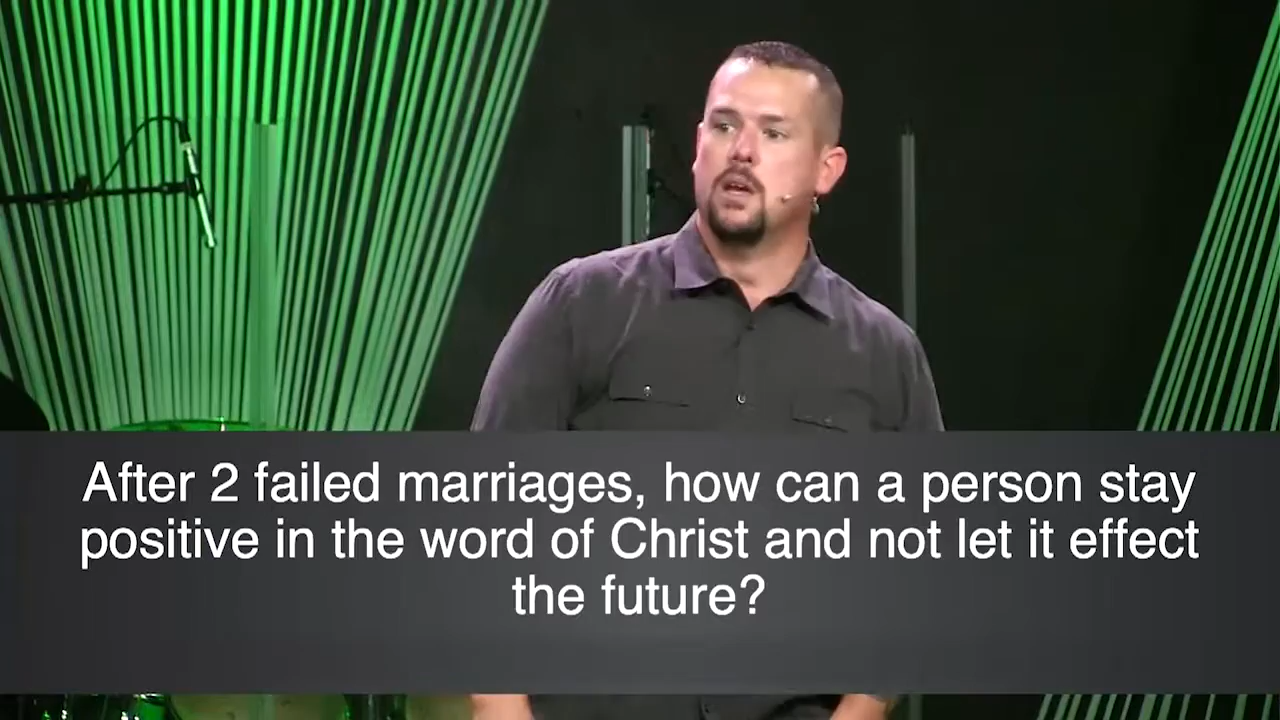 After 2 failed marriages, how can a person stay
positive in the word of Christ and not let it effect
the future?